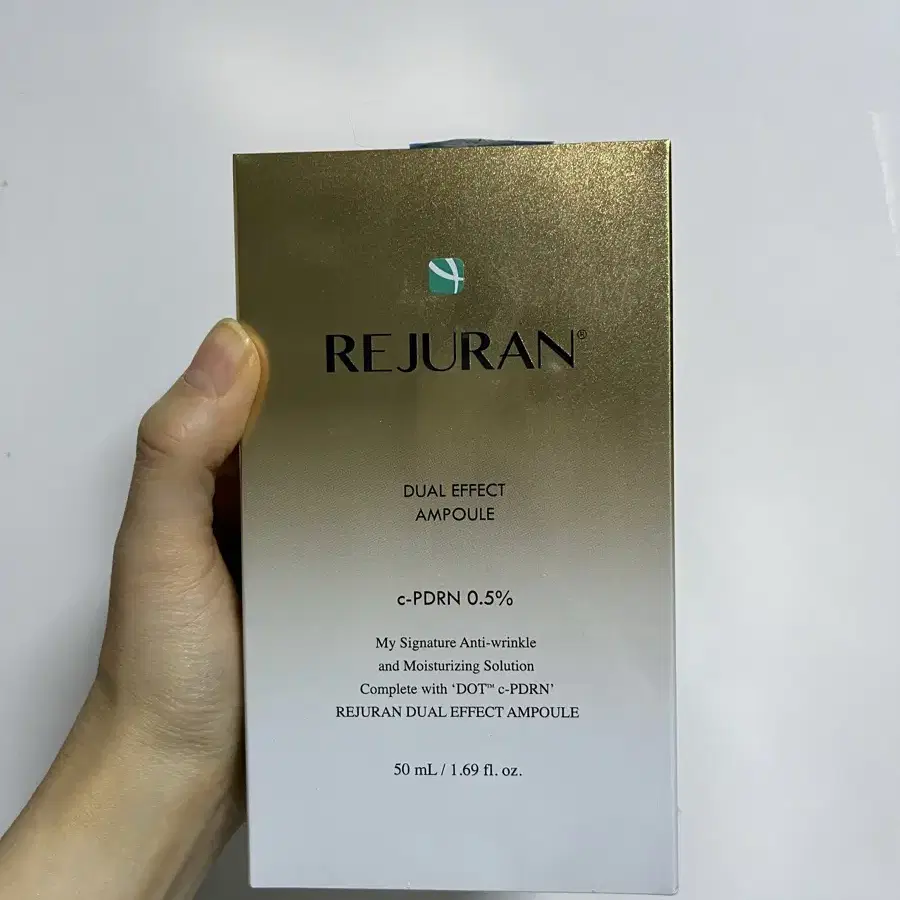 REJURAN®
DUAL EFFECT
AMPOULE
c-PDRN 0.5%
My Signature Anti-wrinkle
and Moisturizing Solution
Complete with ‘DOT™ c-PDRN’
REJURAN DUAL EFFECT AMPOULE
50 mL / 1.69 fl. oz.